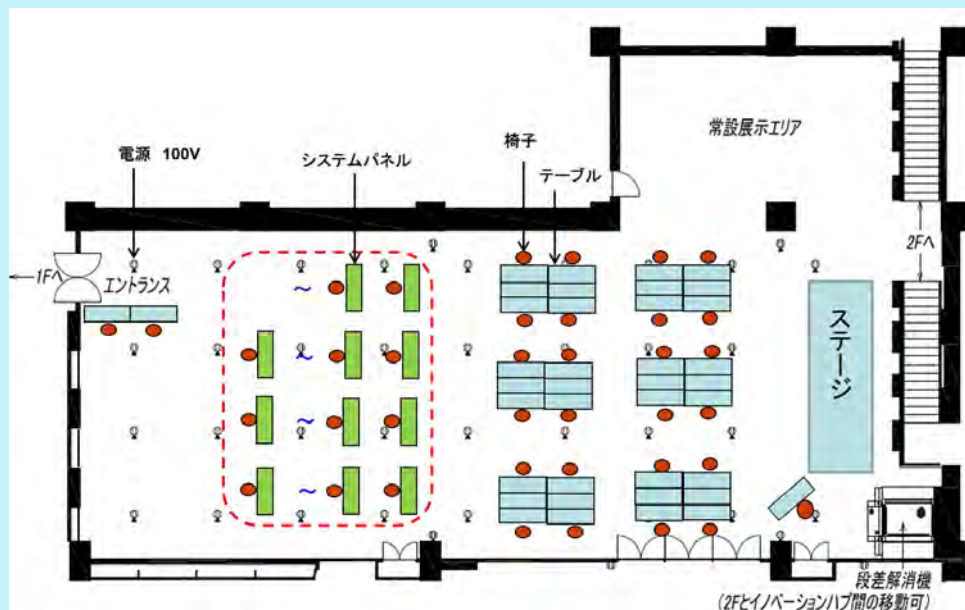 常設展示エリア
電源 100V
システムパネル
椅子
テーブル
1Fへ
エントランス
2Fへ
ステージ
～
～
～
～
段差解消機
(2Fとイノベーションハブ間の移動可)